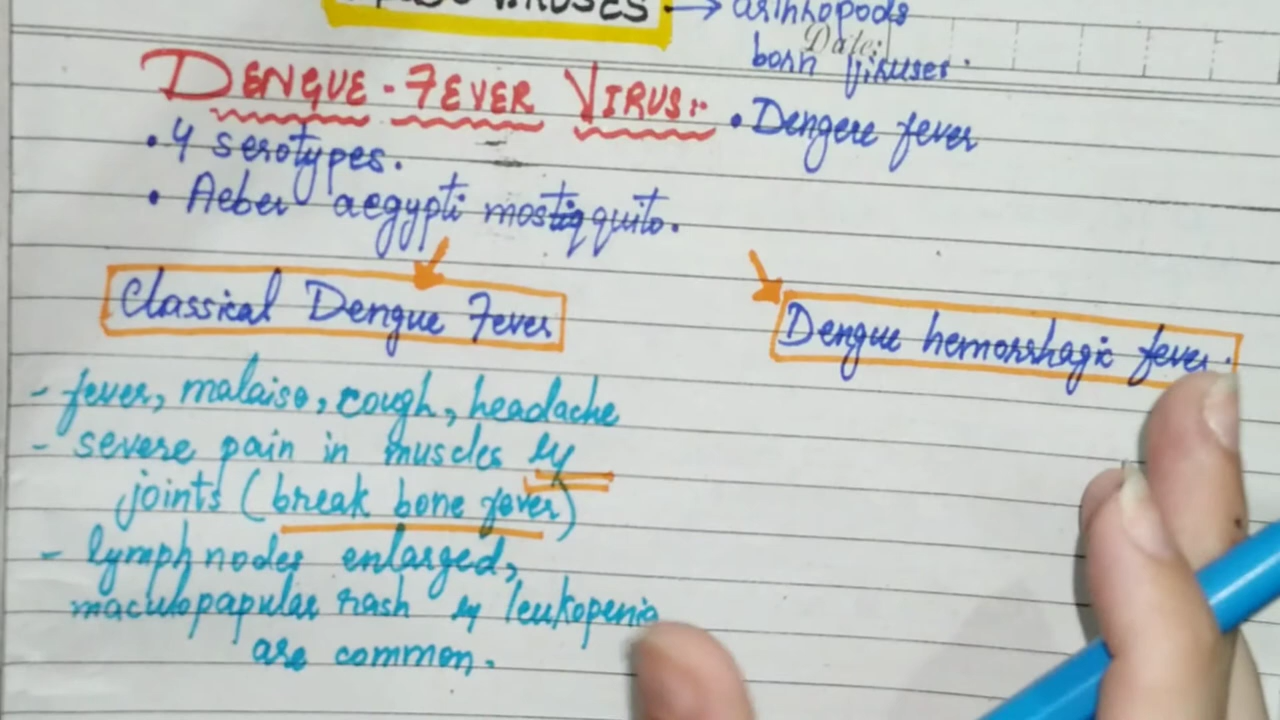 VIRUSES → arthropods
Date:
born viruses.
DENGUE-FEVER VIRUS:-
• Dengere fever
• 4 serotypes.
• Aeber aegypti mosquito.
Classical Dengue Fever
Dengue hemorrhagic fever.
- fever, malaise, cough, headache
- severe pain in muscles &
joints (break bone fever)
- lymph nodes enlarged,
maculopapular rash & leukopenia
are common.